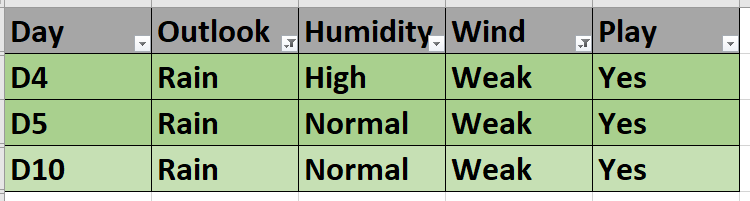 Day Outlook Humidity Wind Play
D4 Rain High Weak Yes
D5 Rain Normal Weak Yes
D10 Rain Normal Weak Yes